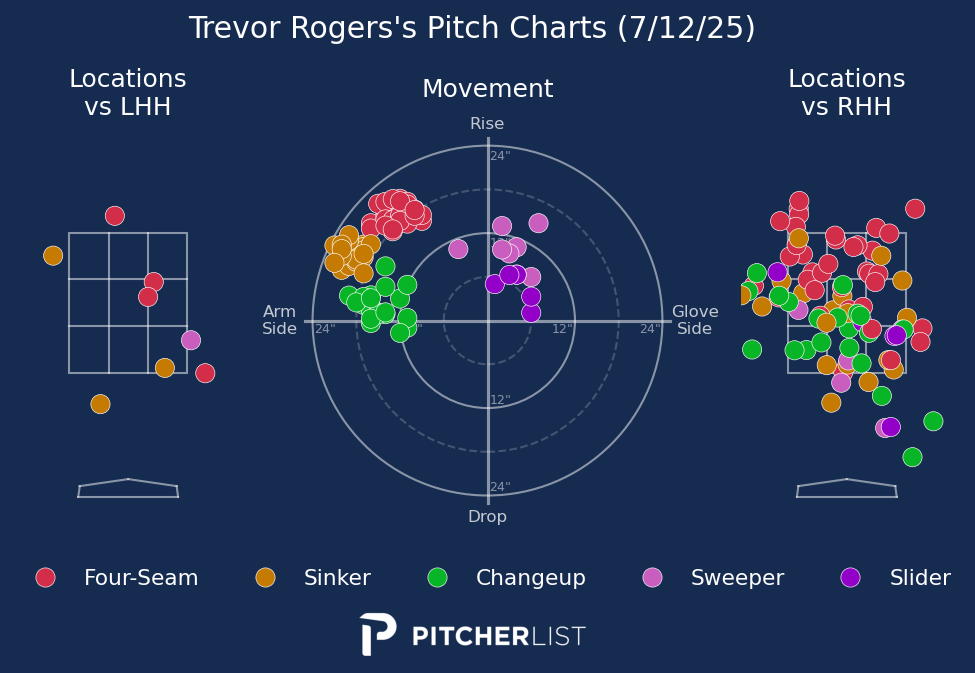 Trevor Rogers's Pitch Charts (7/12/25)
Locations
vs LHH
Movement
Locations
vs RHH
Rise
24"
Arm
Side
24"
12"
24"
Glove
Side
12"
24"
Drop
Four-Seam
Sinker
Changeup
Sweeper
Slider
PITCHERLIST